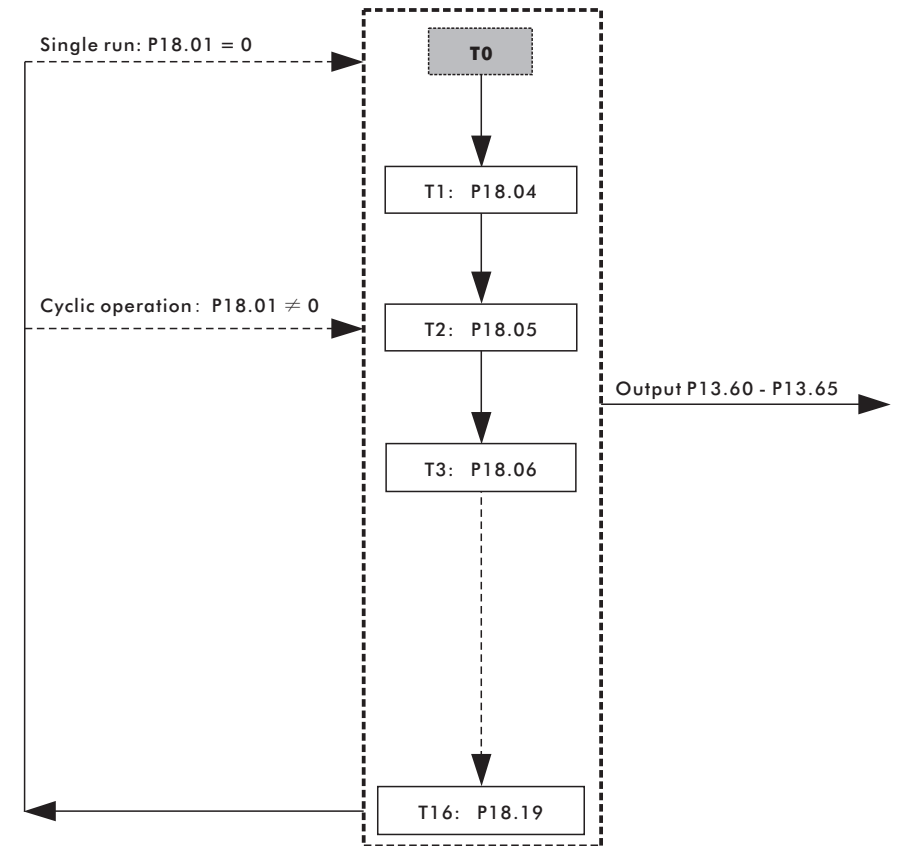 Single run: P18.01 = 0
T0
T1: P18.04
Cyclic operation: P18.01 ≠ 0
T2: P18.05
Output P13.60 - P13.65
T3: P18.06
T16: P18.19